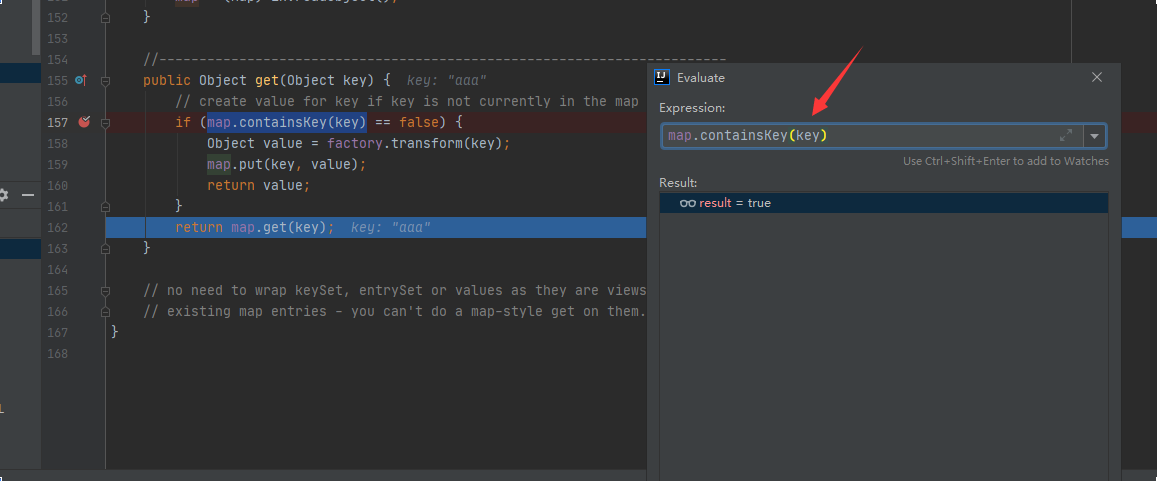 152 }
153
154 //-----------------------------------------------------------------------
155 public Object get(Object key) { key: "aaa"
156 // create value for key if key is not currently in the map
157 if (map.containsKey(key) == false) {
158 Object value = factory.transform(key);
159 map.put(key, value);
160 return value;
161 }
162 return map.get(key); key: "aaa"
163 }
164
165 // no need to wrap keySet, entrySet or values as they are views
166 // existing map entries - you can't do a map-style get on them.
167 }
168
Evaluate
Expression:
map.containsKey(key)
Use Ctrl+Shift+Enter to add to Watches
Result:
result = true